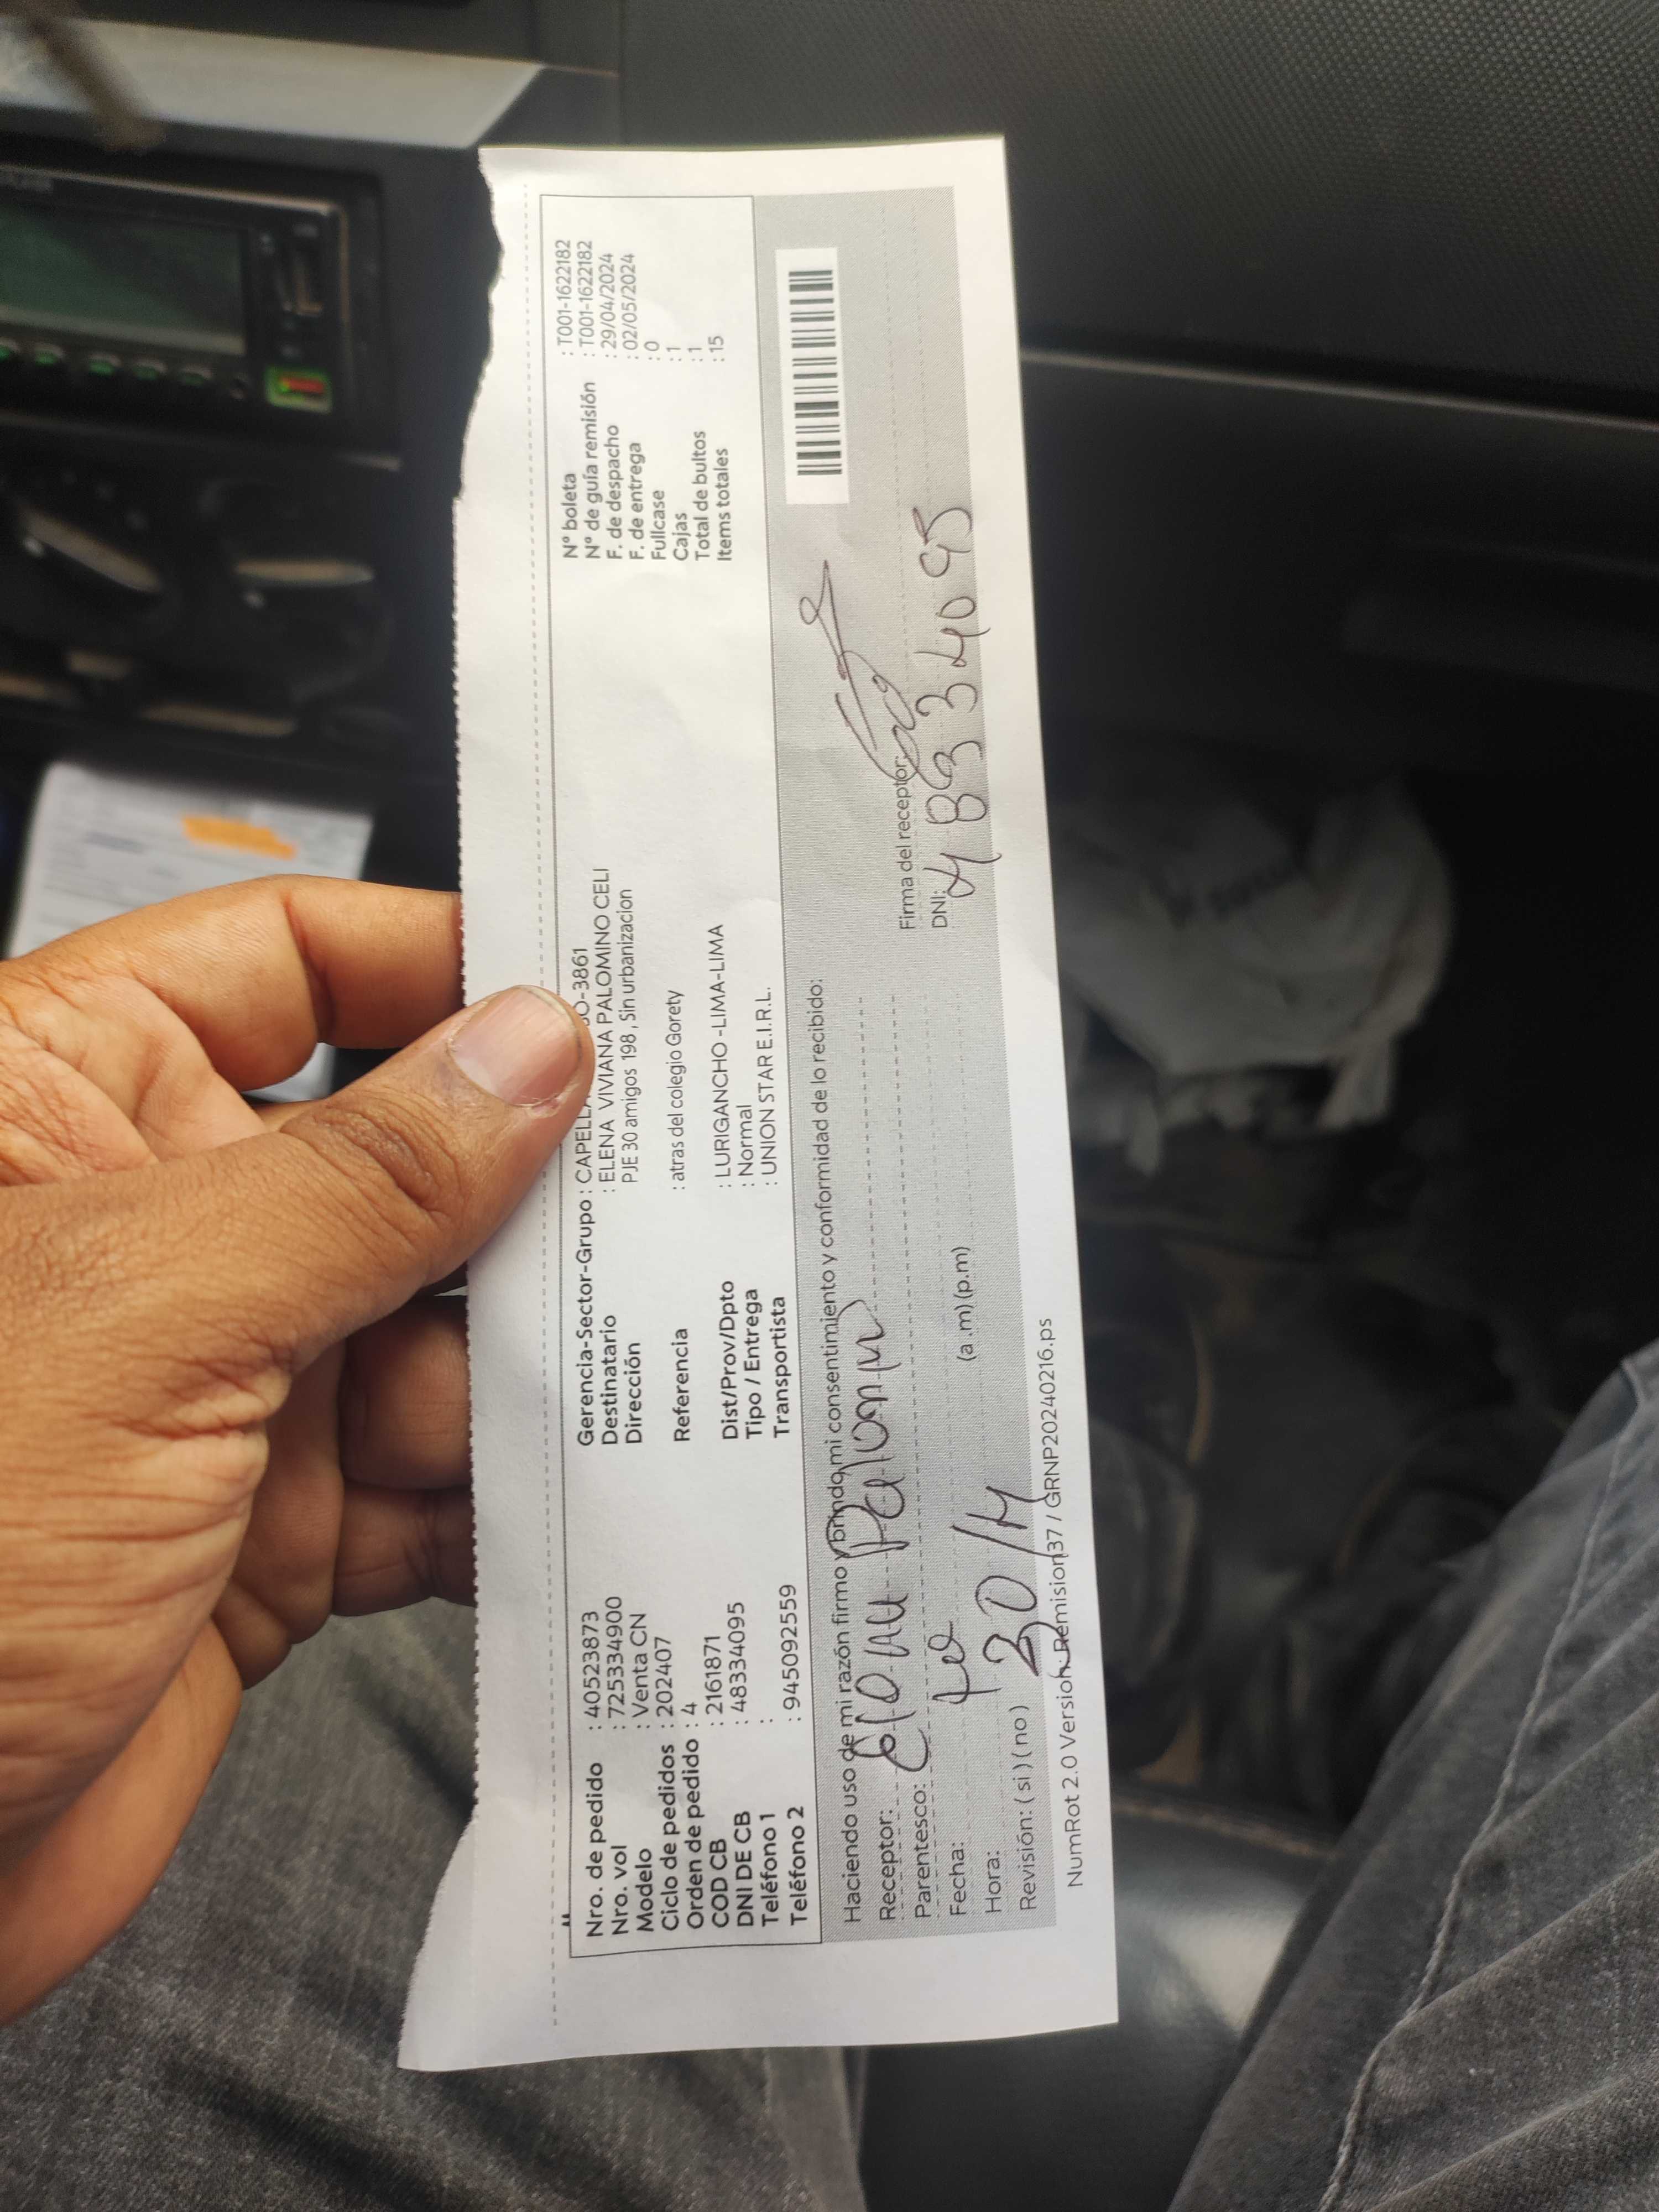 Nro. de pedido : 40523873
Nro. vol : 725334900
Modelo : Venta CN
Ciclo de pedidos : 202407
Orden de pedido : 4
COD CB : 2161871
DNI DE CB : 48334095
Teléfono 1 :
Teléfono 2 : 945092559
Gerencia-Sector-Grupo : CAPELL
Destinatario : ELENA VIVIANA PALOMINO CELI
Dirección PJE 30 amigos 198 , Sin urbanizacion
Referencia : atras del colegio Gorety
Dist/Prov/Dpto : LURIGANCHO -LIMA-LIMA
Tipo / Entrega : Normal
Transportista : UNION STAR E.I.R.L.
N° boleta : T001-1622182
N° de guía remisión : T001-1622182
F. de despacho : 29/04/2024
F. de entrega : 02/05/2024
Fullcase : 0
Cajas : 1
Total de bultos : 1
Items totales : 15
Haciendo uso de mi razón firmo y brindo mi consentimiento y conformidad de lo recibido:
Receptor: Palomino
Parentesco:
Fecha:
Hora: 30/4 (a.m) (p.m)
Revisión: ( si ) ( no )
Firma del receptor:
DNI: 48334095
NumRot 2.0 Version: Remision37 / GRNP20240216.ps